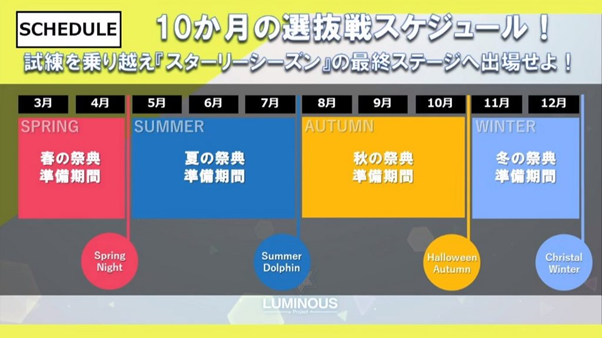 SCHEDULE
10か月の選抜戦スケジュール!
試練を乗り越え『スターリーシーズン』の最終ステージへ出場せよ!
3月 4月 5月 6月 7月 8月 9月 10月 11月 12月
SPRING SUMMER AUTUMN WINTER
春の祭典 夏の祭典 秋の祭典 冬の祭典
準備期間 準備期間 準備期間 準備期間
Spring Summer Halloween Christal
Night Dolphin Autumn Winter
LUMINOUS